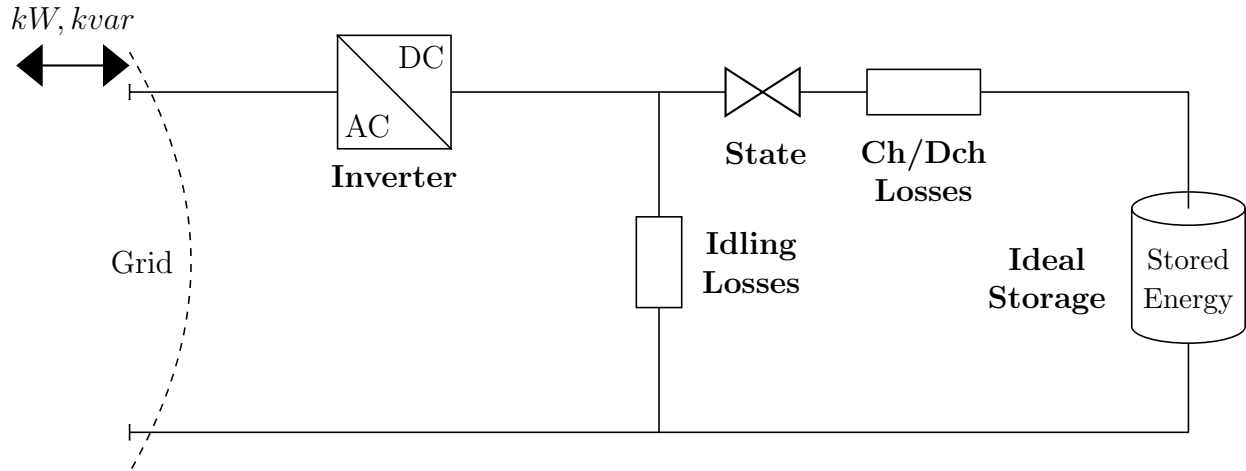 kW, kvar
DC
AC
Inverter
State
Ch/Dch
Losses
Grid
Idling
Losses
Ideal
Storage
Stored
Energy